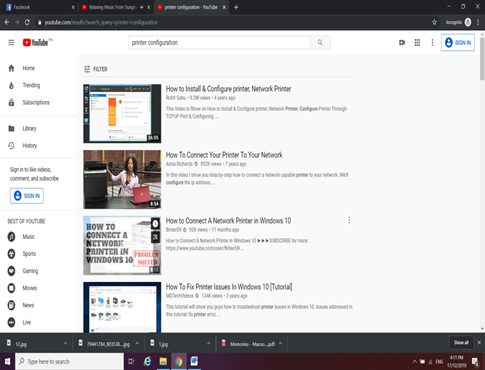 Facebook
Relaxing Music From Sungh
printer configuration - YouTube
youtube.com/results?search_query=printer+configuration
Incognito
YouTube
printer configuration
SIGN IN
Home
Trending
Subscriptions
Library
History
Sign in to like videos, comment, and subscribe.
SIGN IN
BEST OF YOUTUBE
Music
Sports
Gaming
Movies
News
Live
FILTER
How to Install & Configure printer, Network Printer
Rohit Sahu • 5.2M views • 4 years ago
This Video is Show on How to Install & Configure printer, Network Printer, Configure Printer Through
TCP\IP Port & Configuring ...
36:05
How To Connect Your Printer To Your Network
Adria Richards • 952K views • 7 years ago
In this video I show you step-by-step how to connect a network capable printer to your network. We'll
configure the ip address, ...
8:54
How to Connect A Network Printer in Windows 10
Britec09 • 92K views • 11 months ago
How to Connect A Network Printer in Windows 10 ►►►SUBSCRIBE for more:
https://www.youtube.com/user/Britec09 ...
HOW TO
CONNECT A
NETWORK
PRINTER IN
WINDOWS 10
PROBLEM
SOLVED
How To Fix Printer Issues In Windows 10 [Tutorial]
MDTechVideos • 134K views • 3 years ago
This tutorial will show you guys how to troubleshoot printer issues in Windows 10. Issues addressed in
this tutorial: Fix printer error, ...
12.jpg
79441784_803538....jpg
1.jpg
Memories - Maroo....pdf
Show all
Type here to search
ENG
4:11 PM
17/12/2019